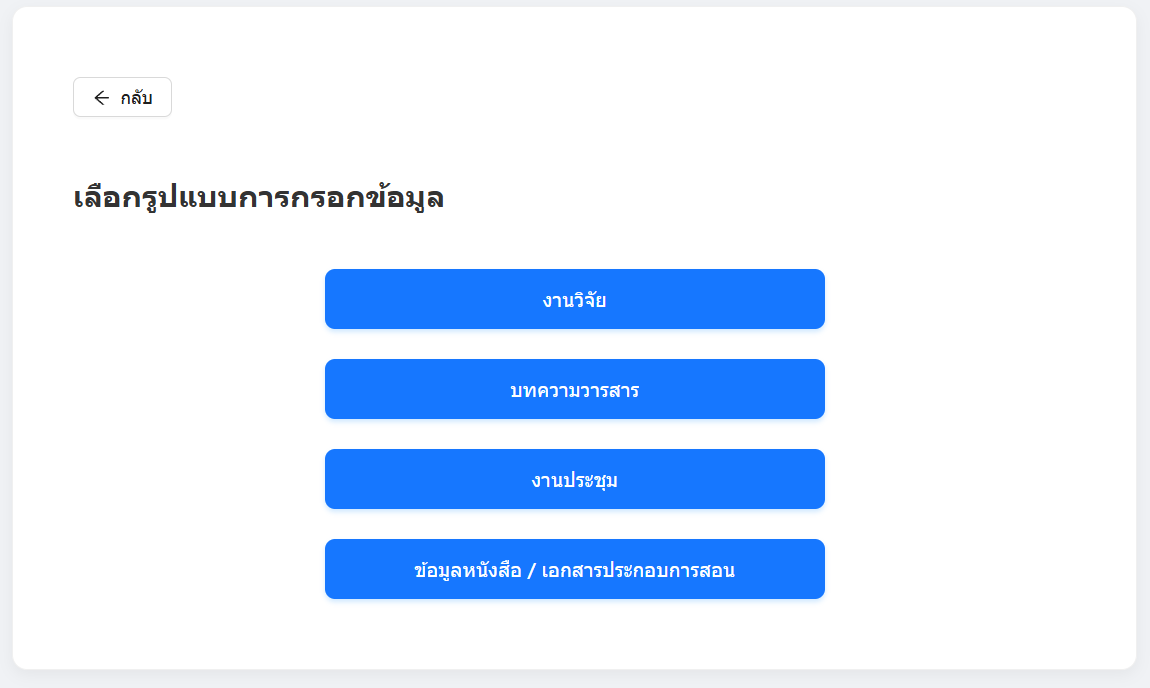 กลับ
เลือกรูปแบบการกรอกข้อมูล
งานวิจัย
บทความวารสาร
งานประชุม
ข้อมูลหนังสือ / เอกสารประกอบการสอน